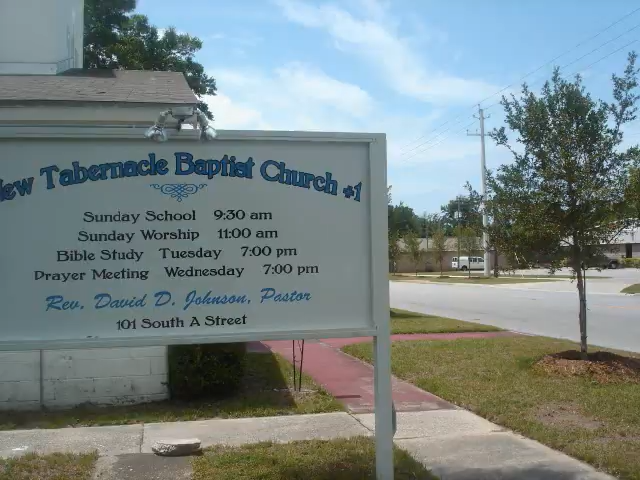 New Tabernacle Baptist Church #1
Sunday School 9:30 am
Sunday Worship 11:00 am
Bible Study Tuesday 7:00 pm
Prayer Meeting Wednesday 7:00 pm
Rev. David D. Johnson, Pastor
101 South A Street